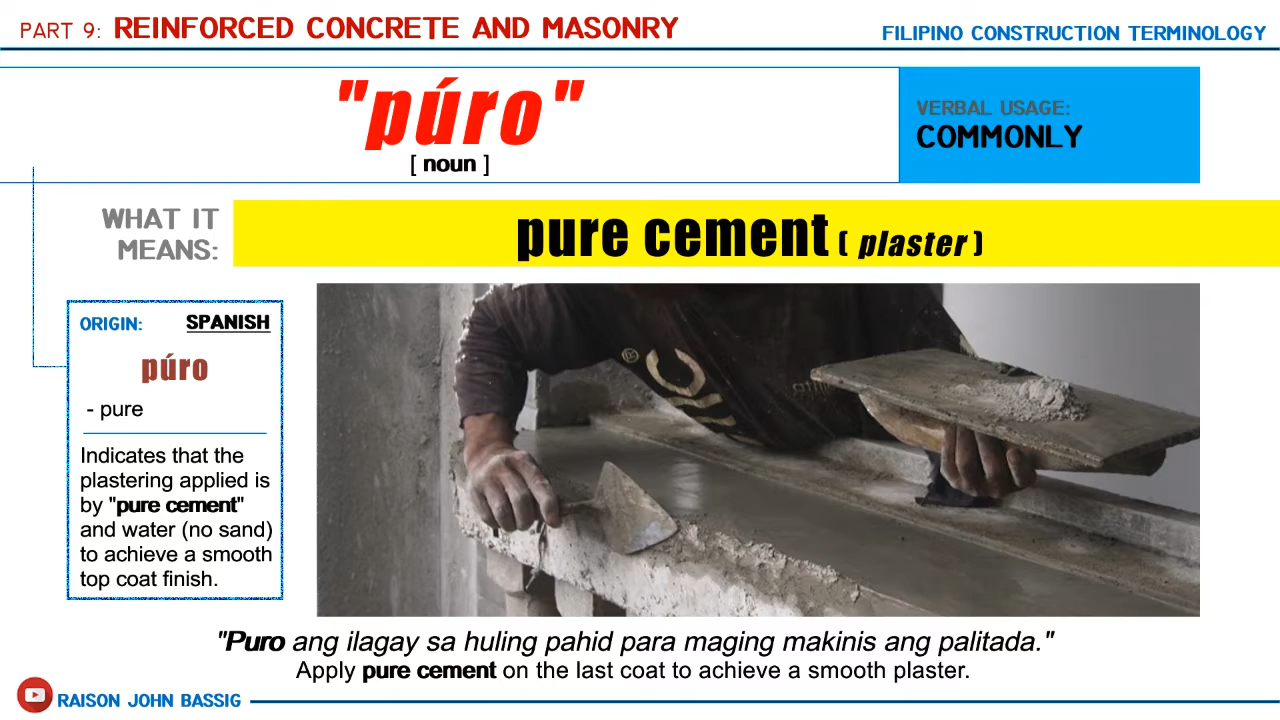 PART 9: REINFORCED CONCRETE AND MASONRY
FILIPINO CONSTRUCTION TERMINOLOGY
"púro"
[ noun ]
VERBAL USAGE:
COMMONLY
WHAT IT
MEANS:
pure cement ( plaster )
ORIGIN: SPANISH
púro
- pure
Indicates that the
plastering applied is
by "pure cement"
and water (no sand)
to achieve a smooth
top coat finish.
"Puro ang ilagay sa huling pahid para maging makinis ang palitada."
Apply pure cement on the last coat to achieve a smooth plaster.
RAISON JOHN BASSIG